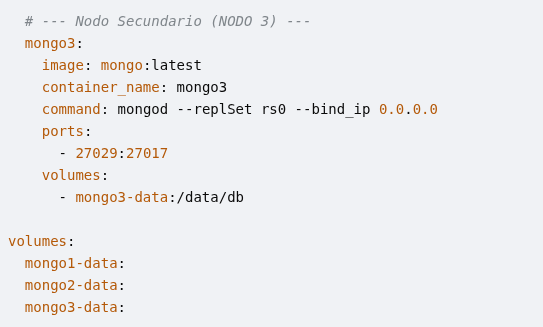 # --- Nodo Secundario (NODO 3) ---
mongo3:
image: mongo:latest
container_name: mongo3
command: mongod --replSet rs0 --bind_ip 0.0.0.0
ports:
- 27029:27017
volumes:
- mongo3-data:/data/db
volumes:
mongo1-data:
mongo2-data:
mongo3-data: